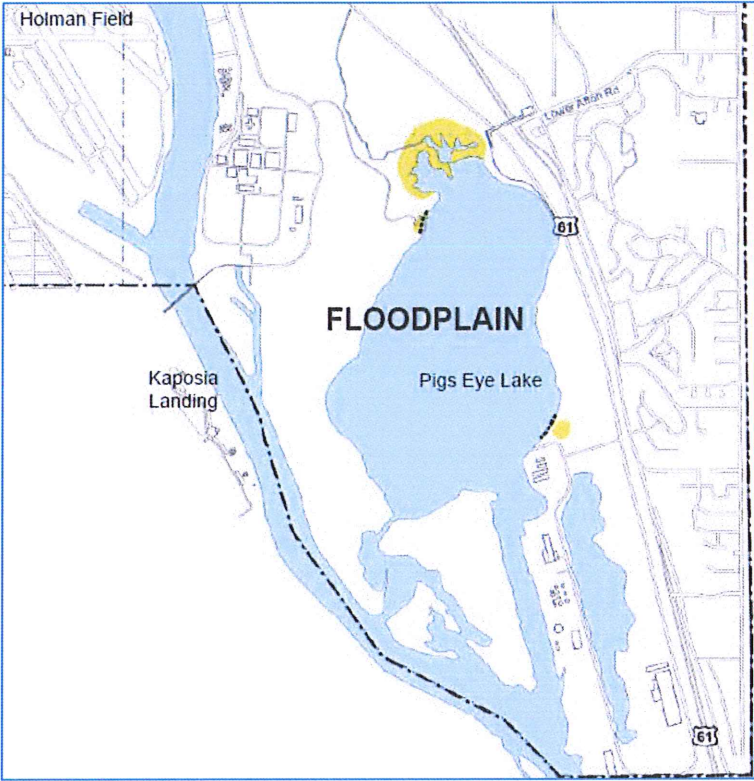 Holman Field
Lower Afton Rd
61
FLOODPLAIN
Kaposia
Landing
Pigs Eye Lake
61